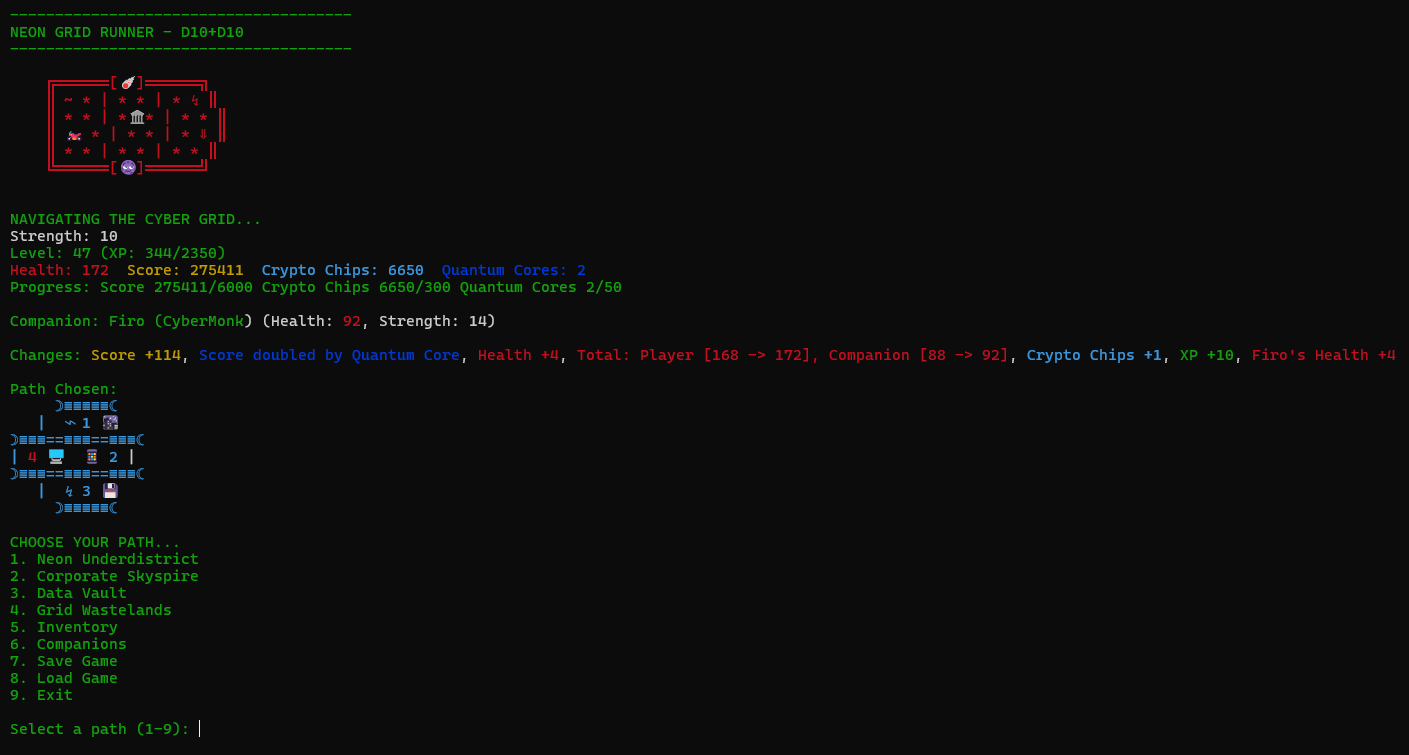 NEON GRID RUNNER - D10+D10
[☄]
~ * | * * | * ↯
* * | *🏛* | * *
* | * * | * ⇓
* * | * * | * *
NAVIGATING THE CYBER GRID...
Strength: 10
Level: 47 (XP: 344/2350)
Health: 172  Score: 275411  Crypto Chips: 6650  Quantum Cores: 2
Progress: Score 275411/6000 Crypto Chips 6650/300 Quantum Cores 2/50
Companion: Firo (CyberMonk) (Health: 92, Strength: 14)
Changes: Score +114, Score doubled by Quantum Core, Health +4, Total: Player [168 -> 172], Companion [88 -> 92], Crypto Chips +1, XP +10, Firo's Health +4
Path Chosen:
☽≡≡≡≡≡☾
| ⌁ 1
☽≡≡≡==≡≡≡==≡≡≡☾
| 4 🖥 📱 2 |
☽≡≡≡==≡≡≡==≡≡≡☾
| ↯ 3 💾
☽≡≡≡≡≡☾
CHOOSE YOUR PATH...
1. Neon Underdistrict
2. Corporate Skyspire
3. Data Vault
4. Grid Wastelands
5. Inventory
6. Companions
7. Save Game
8. Load Game
9. Exit
Select a path (1-9):